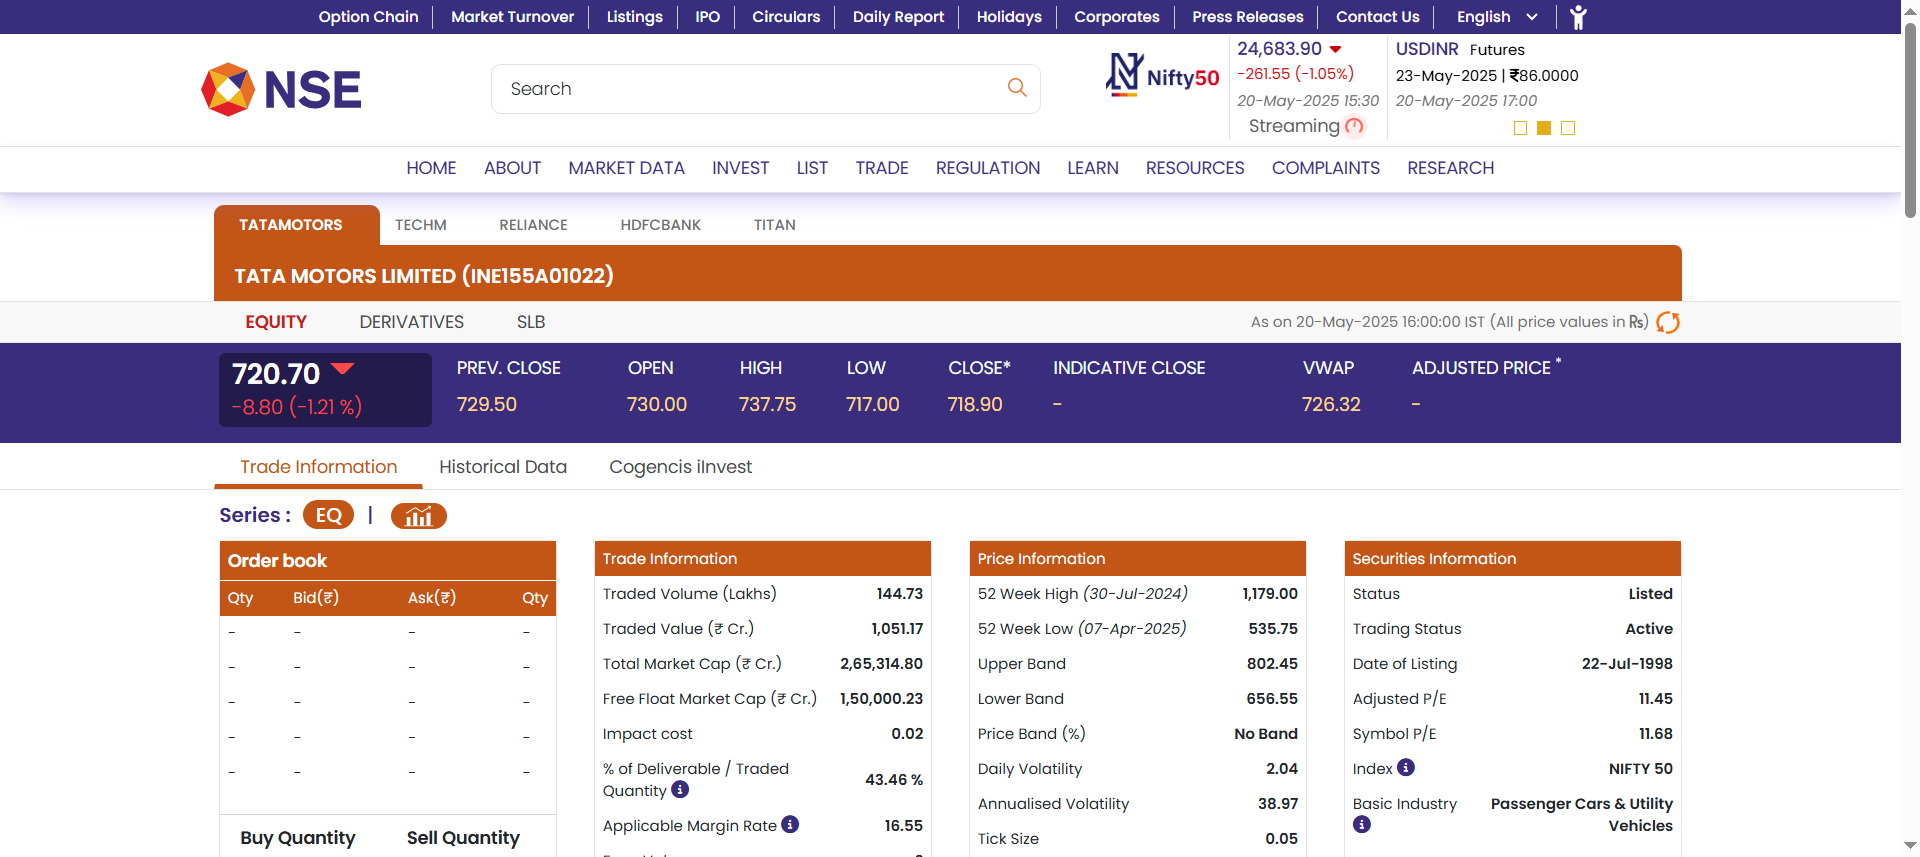 Option Chain Market Turnover Listings IPO Circulars Daily Report Holidays Corporates Press Releases Contact Us English
NSE
Search
Nifty50
24,683.90
-261.55 (-1.05%)
20-May-2025 15:30
Streaming
USDINR Futures
23-May-2025 | ₹86.0000
20-May-2025 17:00
HOME ABOUT MARKET DATA INVEST LIST TRADE REGULATION LEARN RESOURCES COMPLAINTS RESEARCH
TATAMOTORS TECHM RELIANCE HDFCBANK TITAN
TATA MOTORS LIMITED (INE155A01022)
EQUITY DERIVATIVES SLB As on 20-May-2025 16:00:00 IST (All price values in ₨)
720.70
-8.80 (-1.21 %)
PREV. CLOSE OPEN HIGH LOW CLOSE* INDICATIVE CLOSE VWAP ADJUSTED PRICE *
729.50 730.00 737.75 717.00 718.90 - 726.32 -
Trade Information Historical Data Cogencis iInvest
Series : EQ |
Order book
Qty Bid(₹) Ask(₹) Qty
- - - -
- - - -
- - - -
- - - -
- - - -
Buy Quantity Sell Quantity
Trade Information
Traded Volume (Lakhs) 144.73
Traded Value (₹ Cr.) 1,051.17
Total Market Cap (₹ Cr.) 2,65,314.80
Free Float Market Cap (₹ Cr.) 1,50,000.23
Impact cost 0.02
% of Deliverable / Traded
Quantity 43.46 %
Applicable Margin Rate 16.55
Price Information
52 Week High (30-Jul-2024) 1,179.00
52 Week Low (07-Apr-2025) 535.75
Upper Band 802.45
Lower Band 656.55
Price Band (%) No Band
Daily Volatility 2.04
Annualised Volatility 38.97
Tick Size 0.05
Securities Information
Status Listed
Trading Status Active
Date of Listing 22-Jul-1998
Adjusted P/E 11.45
Symbol P/E 11.68
Index NIFTY 50
Basic Industry Passenger Cars & Utility
Vehicles